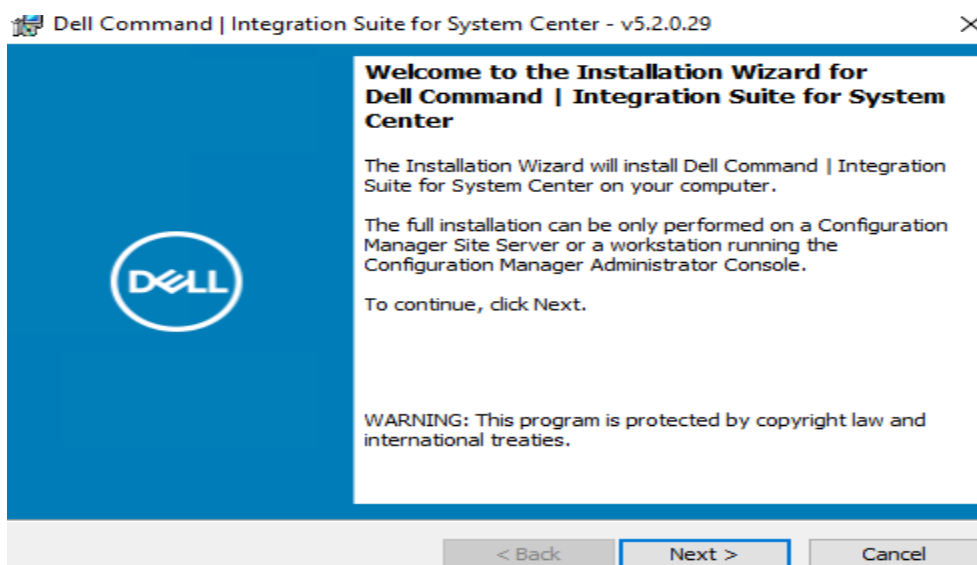 Dell Command | Integration Suite for System Center - v5.2.0.29
Welcome to the Installation Wizard for
Dell Command | Integration Suite for System
Center
The Installation Wizard will install Dell Command | Integration
Suite for System Center on your computer.
The full installation can be only performed on a Configuration
Manager Site Server or a workstation running the
Configuration Manager Administrator Console.
To continue, click Next.
DELL
WARNING: This program is protected by copyright law and
international treaties.
< Back
Next >
Cancel